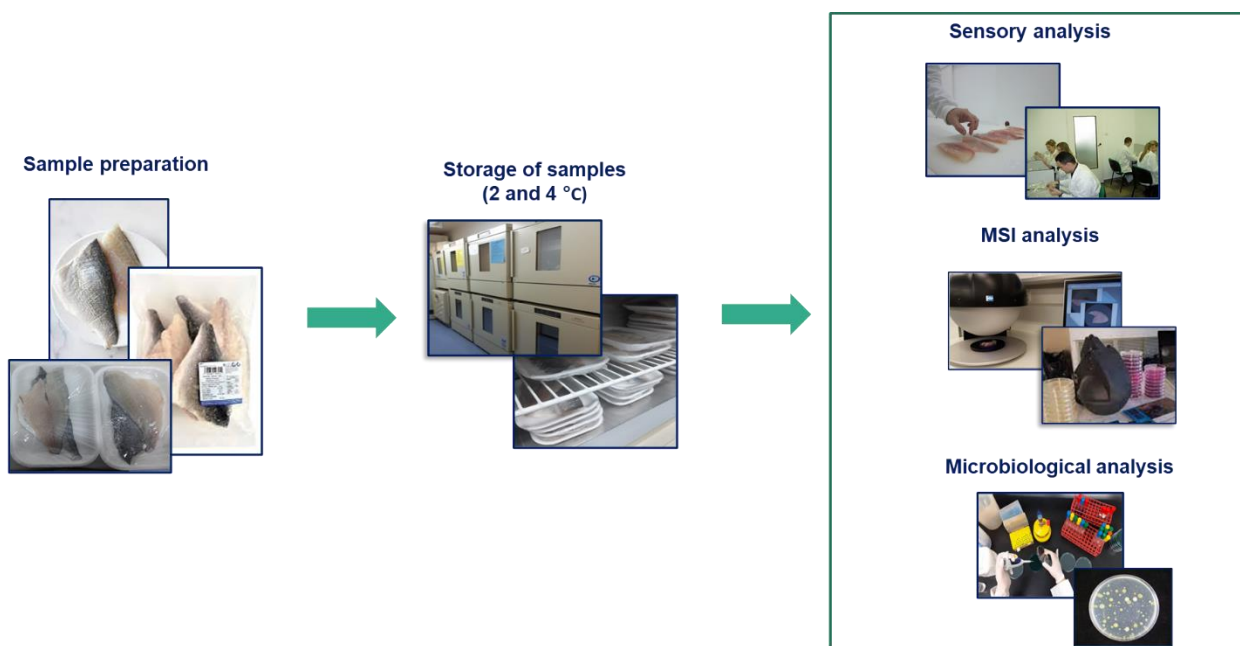 Sensory analysis
Sample preparation
Storage of samples
(2 and 4 °C)
MSI analysis
Microbiological analysis